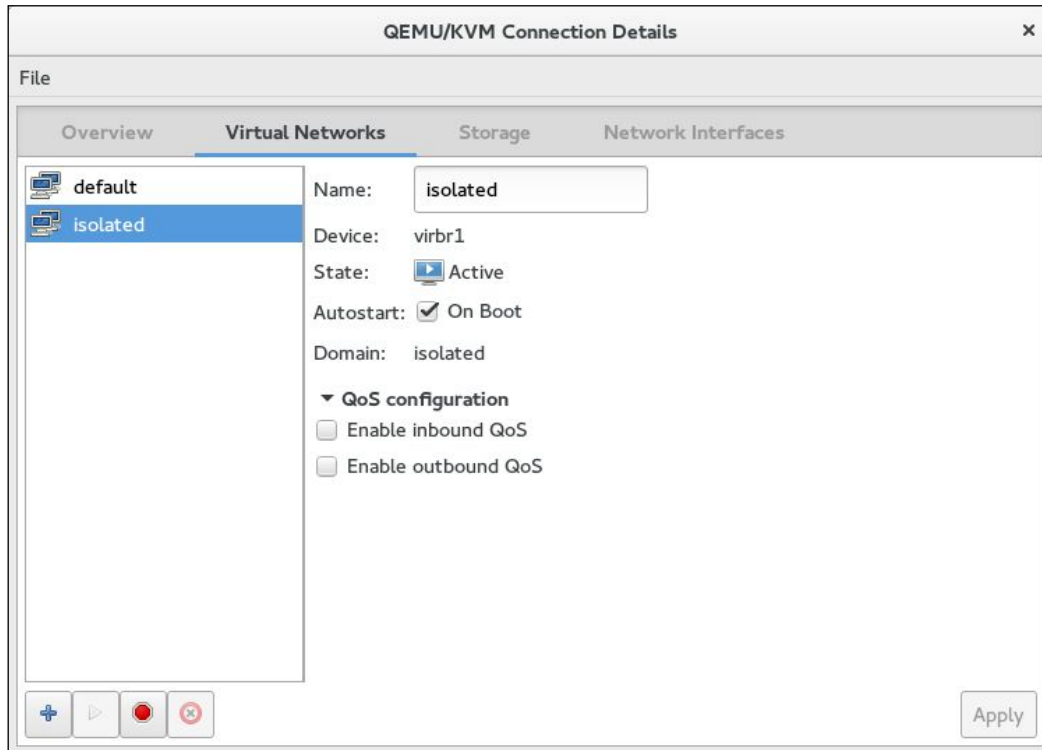 QEMU/KVM Connection Details
×
File
Overview Virtual Networks Storage Network Interfaces
default
isolated
Name: isolated
Device: virbr1
State: Active
Autostart: On Boot
Domain: isolated
QoS configuration
Enable inbound QoS
Enable outbound QoS
Apply